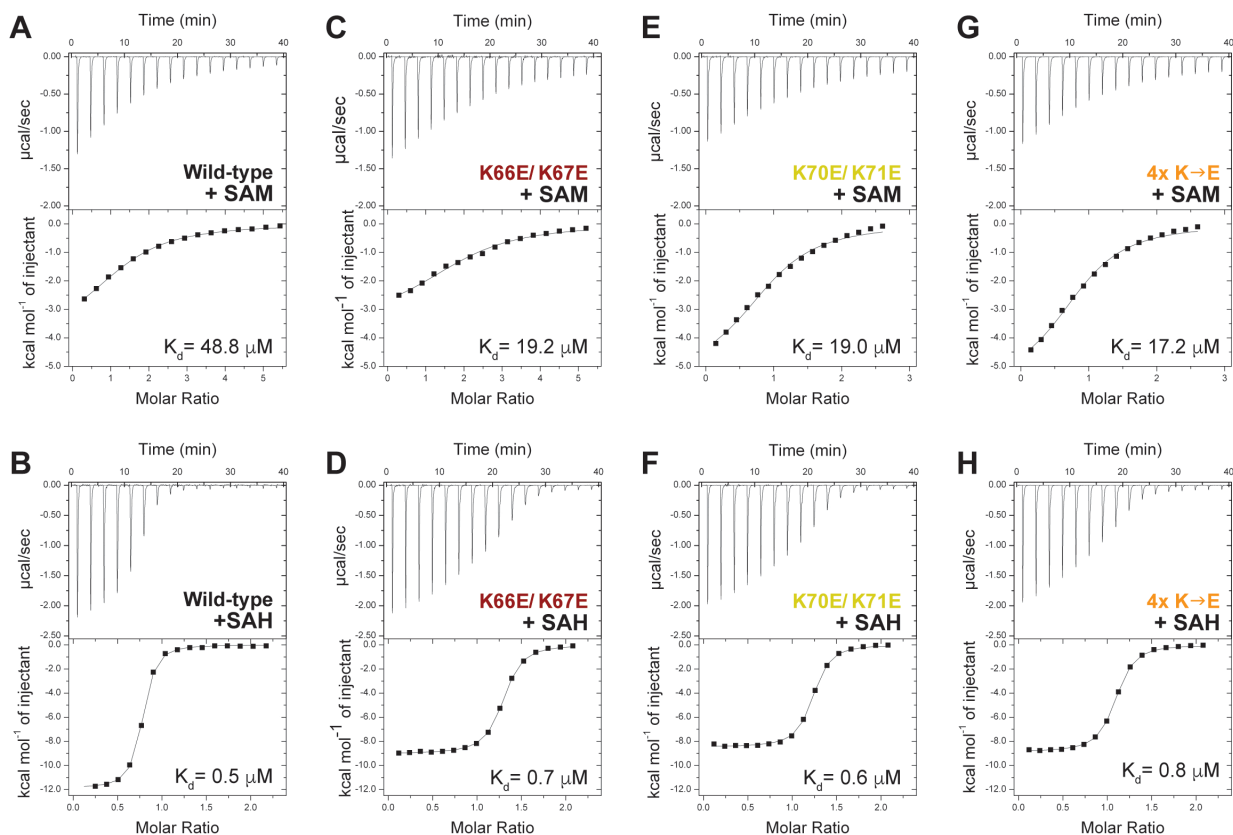 A
Time (min)
0 10 20 30 40
0.00
-0.50
-1.00
-1.50
-2.00
µcal/sec
Wild-type
+ SAM
0.0
-1.0
-2.0
-3.0
-4.0
-5.0
kcal mol⁻¹ of injectant
Kd= 48.8 µM
0 1 2 3 4 5
Molar Ratio
C
Time (min)
0 10 20 30 40
0.00
-0.50
-1.00
-1.50
-2.00
µcal/sec
K66E/ K67E
+ SAM
0.0
-1.0
-2.0
-3.0
-4.0
-5.0
kcal mol⁻¹ of injectant
Kd= 19.2 µM
0 1 2 3 4 5
Molar Ratio
E
Time (min)
0 10 20 30 40
0.00
-0.50
-1.00
-1.50
-2.00
µcal/sec
K70E/ K71E
+ SAM
0.0
-1.0
-2.0
-3.0
-4.0
-5.0
kcal mol⁻¹ of injectant
Kd= 19.0 µM
0 1 2 3
Molar Ratio
G
Time (min)
0 10 20 30 40
0.00
-0.50
-1.00
-1.50
-2.00
µcal/sec
4x K→E
+ SAM
0.0
-1.0
-2.0
-3.0
-4.0
-5.0
kcal mol⁻¹ of injectant
Kd= 17.2 µM
0 1 2 3
Molar Ratio
B
Time (min)
0 10 20 30 40
0.00
-0.50
-1.00
-1.50
-2.00
-2.50
µcal/sec
Wild-type
+SAH
0.0
-2.0
-4.0
-6.0
-8.0
-10.0
-12.0
kcal mol⁻¹ of injectant
Kd= 0.5 µM
0.0 0.5 1.0 1.5 2.0
Molar Ratio
D
Time (min)
0 10 20 30 40
0.00
-0.50
-1.00
-1.50
-2.00
-2.50
µcal/sec
K66E/ K67E
+ SAH
0.0
-2.0
-4.0
-6.0
-8.0
-10.0
-12.0
kcal mol⁻¹ of injectant
Kd= 0.7 µM
0.0 0.5 1.0 1.5 2.0
Molar Ratio
F
Time (min)
0 10 20 30 40
0.00
-0.50
-1.00
-1.50
-2.00
-2.50
µcal/sec
K70E/ K71E
+ SAH
0.0
-2.0
-4.0
-6.0
-8.0
-10.0
-12.0
kcal mol⁻¹ of injectant
Kd= 0.6 µM
0.0 0.5 1.0 1.5 2.0
Molar Ratio
H
Time (min)
0 10 20 30 40
0.00
-0.50
-1.00
-1.50
-2.00
-2.50
µcal/sec
4x K→E
+ SAH
0.0
-2.0
-4.0
-6.0
-8.0
-10.0
-12.0
kcal mol⁻¹ of injectant
Kd= 0.8 µM
0.0 0.5 1.0 1.5 2.0
Molar Ratio